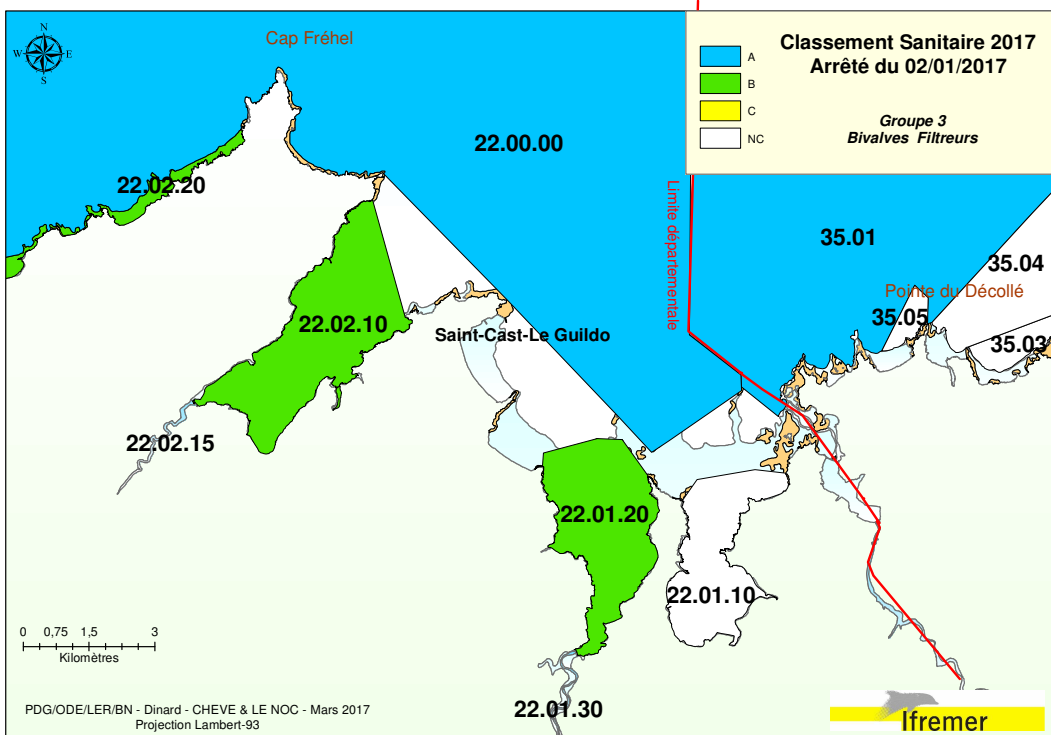 N
W E
S
Cap Fréhel
A
B
C
NC
Classement Sanitaire 2017
Arrêté du 02/01/2017
Groupe 3
Bivalves Filtreurs
22.00.00
22.02.20
Limite départementale
35.01
35.04
Pointe du Décollé
35.05
35.03
22.02.10
Saint-Cast-Le Guildo
22.02.15
22.01.20
22.01.10
0 0,75 1,5 3
Kilomètres
22.01.30
PDG/ODE/LER/BN - Dinard - CHEVE & LE NOC - Mars 2017
Projection Lambert-93
Ifremer